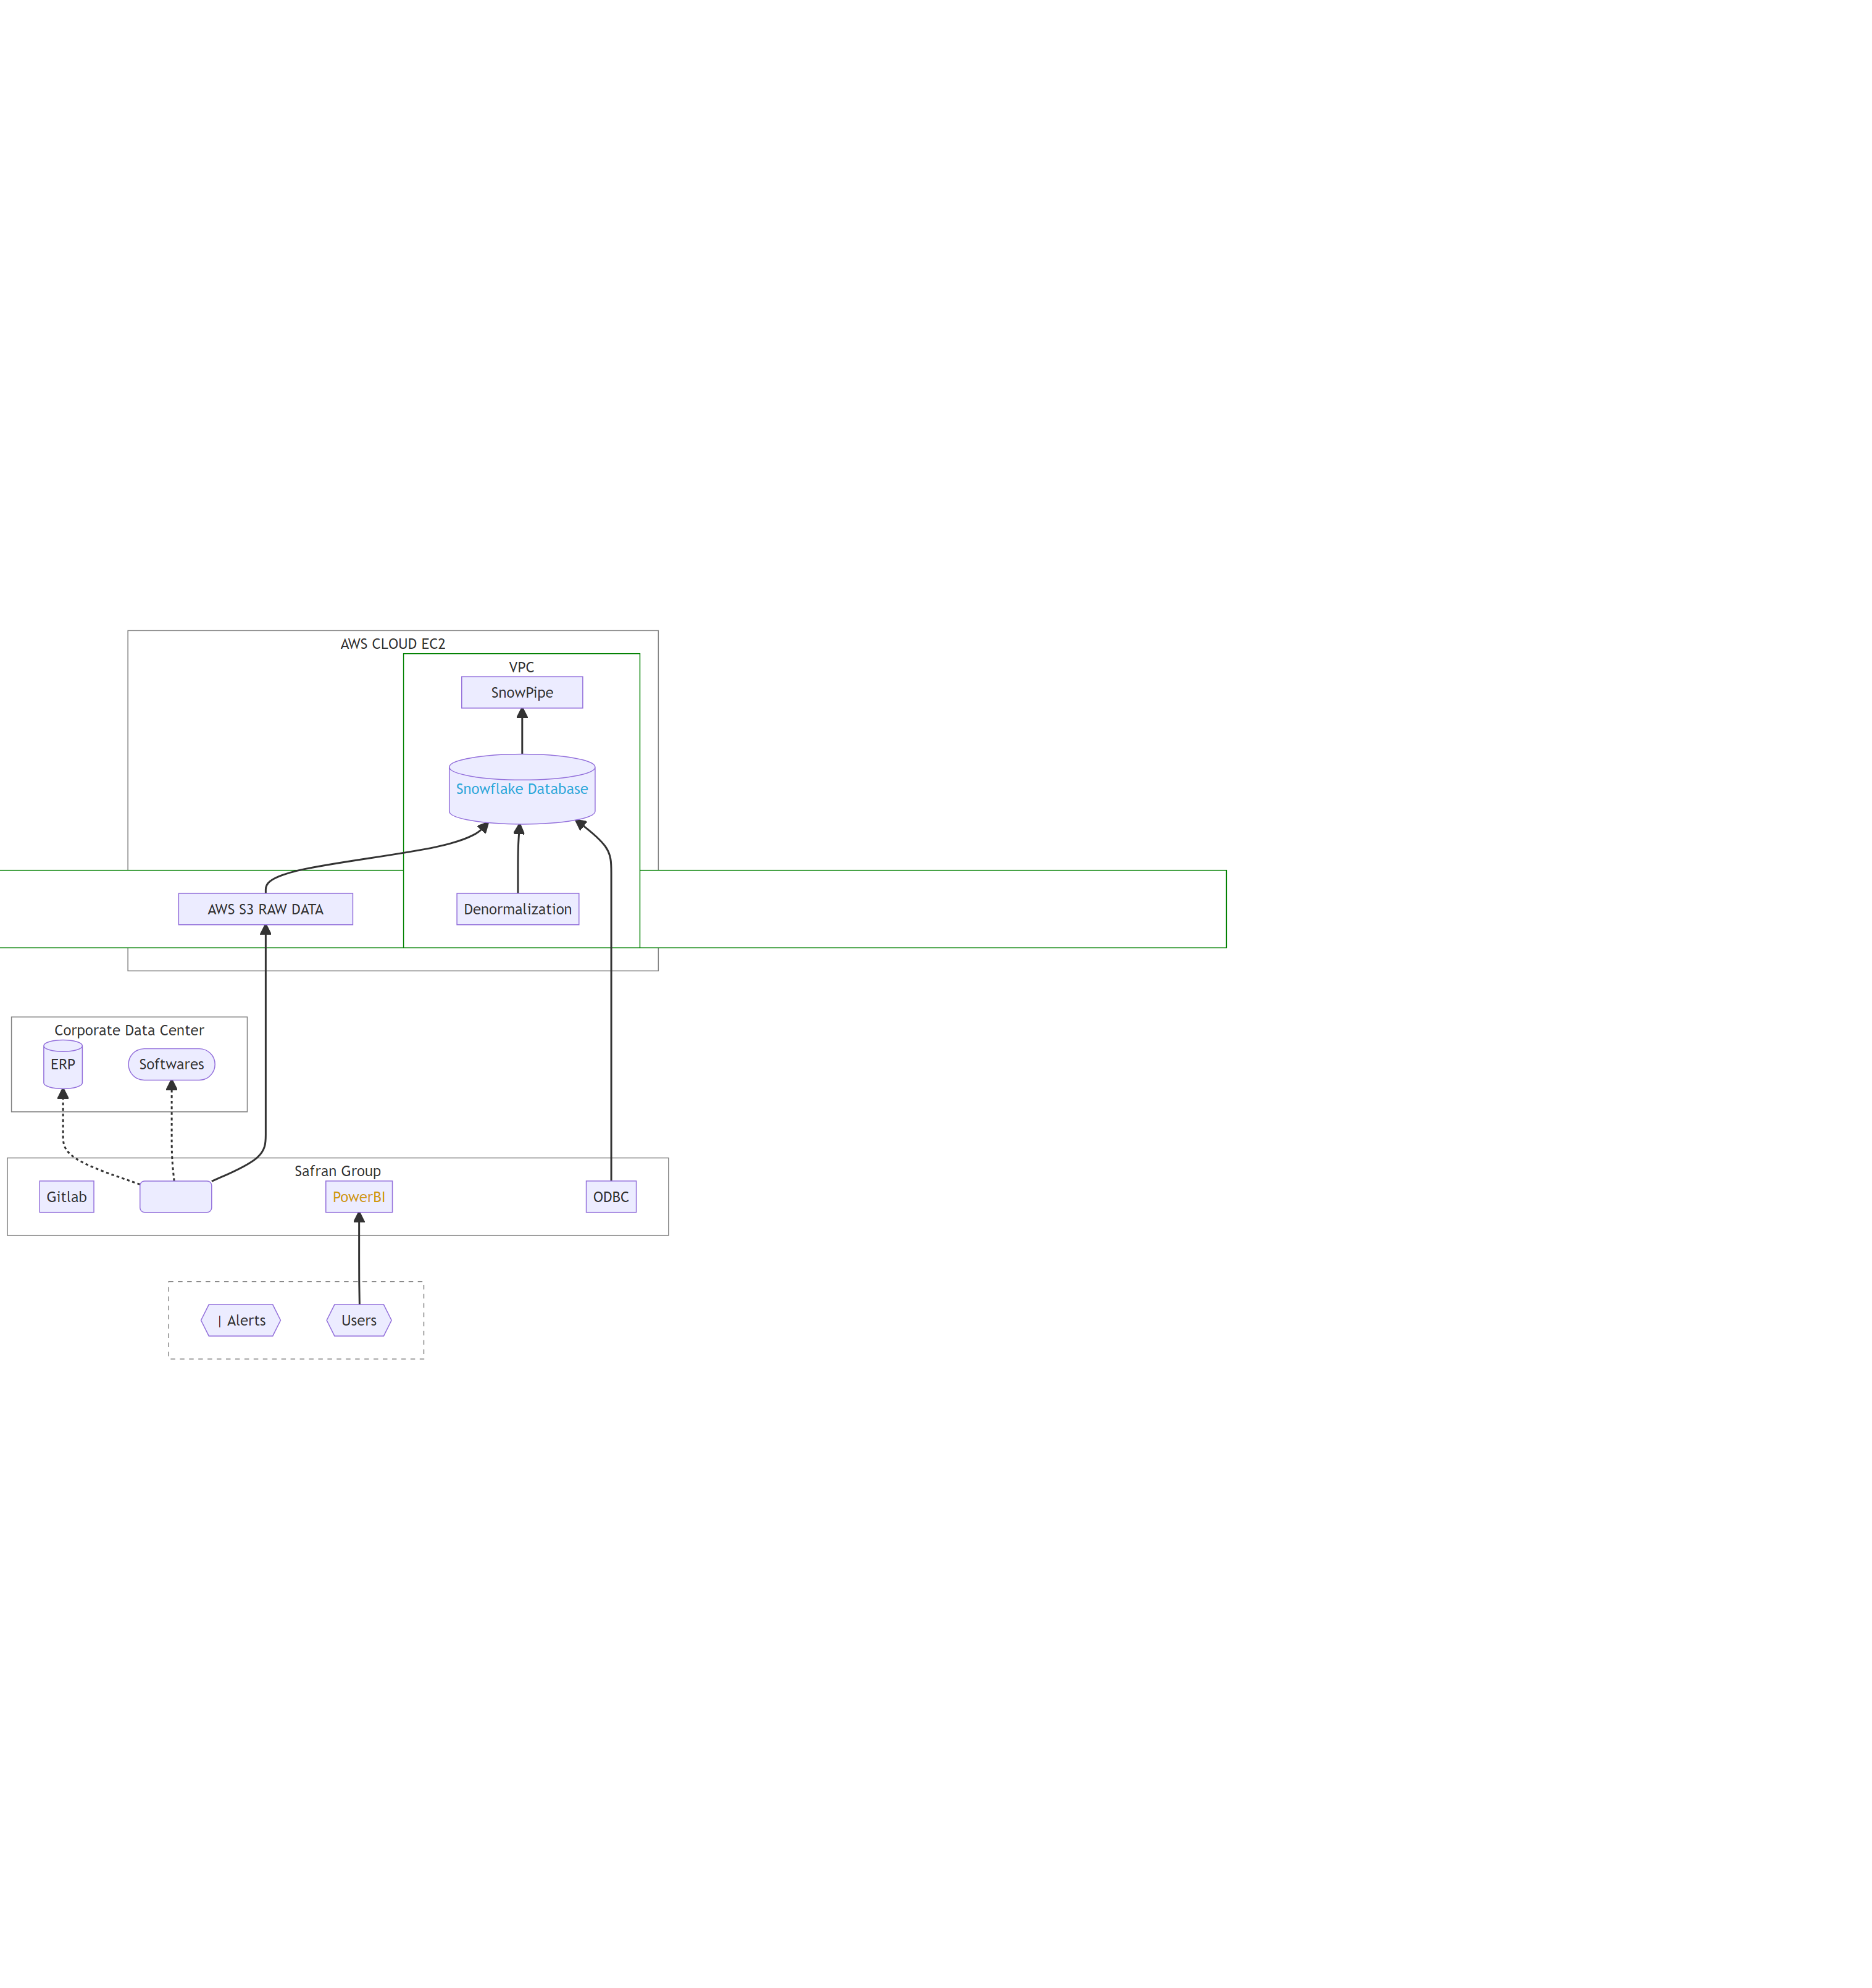 AWS CLOUD EC2
VPC
SnowPipe
Snowflake Database
AWS S3 RAW DATA
Denormalization
Corporate Data Center
ERP
Softwares
Safran Group
Gitlab
PowerBI
ODBC
| Alerts
Users